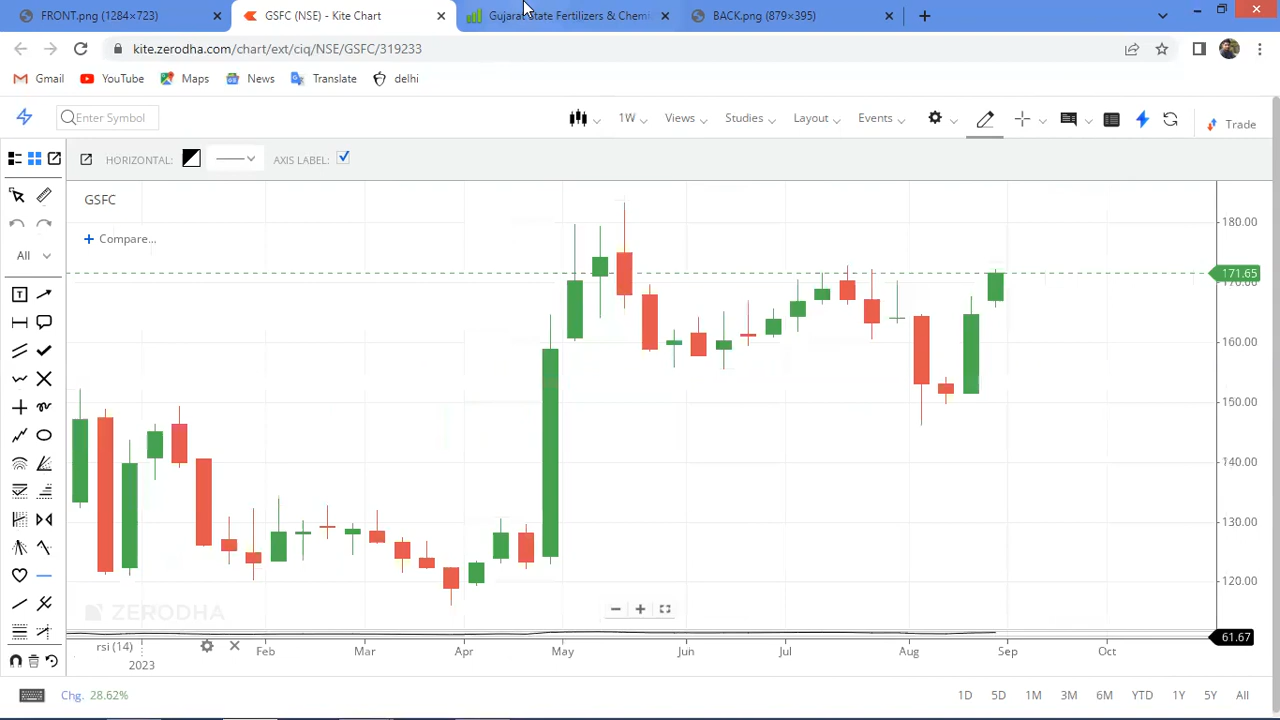 FRONT.png (1284×723)
GSFC (NSE) - Kite Chart
Gujarat State Fertilizers & Chemi
BACK.png (879×395)
kite.zerodha.com/chart/ext/ciq/NSE/GSFC/319233
Gmail YouTube Maps News Translate delhi
Enter Symbol 1W Views Studies Layout Events Trade
HORIZONTAL: AXIS LABEL:
GSFC
180.00
Compare...
All
171.65
170.00
160.00
150.00
140.00
130.00
120.00
ZERODHA
61.67
rsi (14)
2023 Feb Mar Apr May Jun Jul Aug Sep Oct
Chg. 28.62% 1D 5D 1M 3M 6M YTD 1Y 5Y All